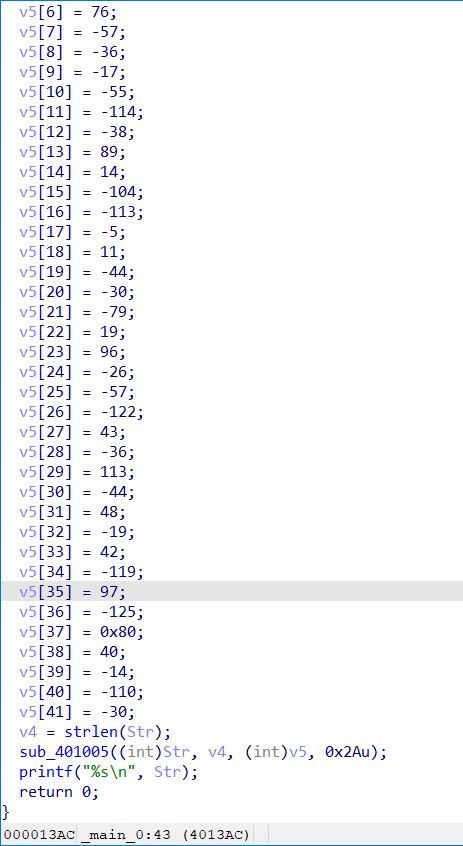 v5[6] = 76;
v5[7] = -57;
v5[8] = -36;
v5[9] = -17;
v5[10] = -55;
v5[11] = -114;
v5[12] = -38;
v5[13] = 89;
v5[14] = 14;
v5[15] = -104;
v5[16] = -113;
v5[17] = -5;
v5[18] = 11;
v5[19] = -44;
v5[20] = -30;
v5[21] = -79;
v5[22] = 19;
v5[23] = 96;
v5[24] = -26;
v5[25] = -57;
v5[26] = -122;
v5[27] = 43;
v5[28] = -36;
v5[29] = 113;
v5[30] = -44;
v5[31] = 48;
v5[32] = -19;
v5[33] = 42;
v5[34] = -119;
v5[35] = 97;
v5[36] = -125;
v5[37] = 0x80;
v5[38] = 40;
v5[39] = -14;
v5[40] = -110;
v5[41] = -30;
v4 = strlen(Str);
sub_401005((int)Str, v4, (int)v5, 0x2Au);
printf("%s\n", Str);
return 0;
}
000013AC _main_0:43 (4013AC)